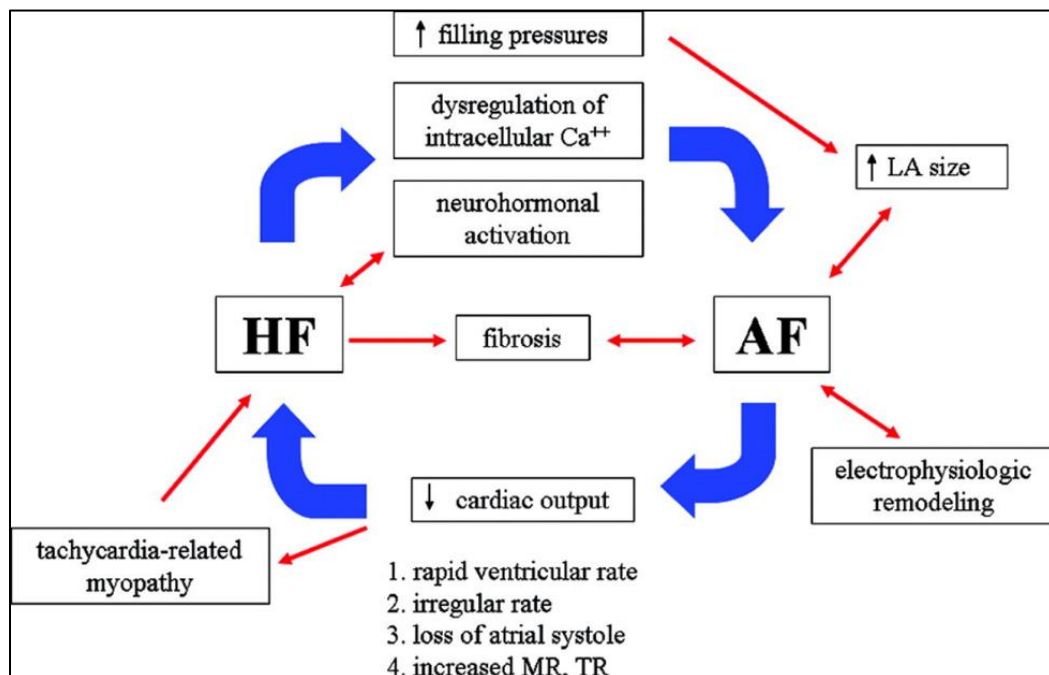 ↑ filling pressures
dysregulation of
intracellular Ca⁺⁺
↑ LA size
neurohormonal
activation
HF
fibrosis
AF
↓ cardiac output
electrophysiologic
remodeling
tachycardia-related
myopathy
1. rapid ventricular rate
2. irregular rate
3. loss of atrial systole
4. increased MR, TR